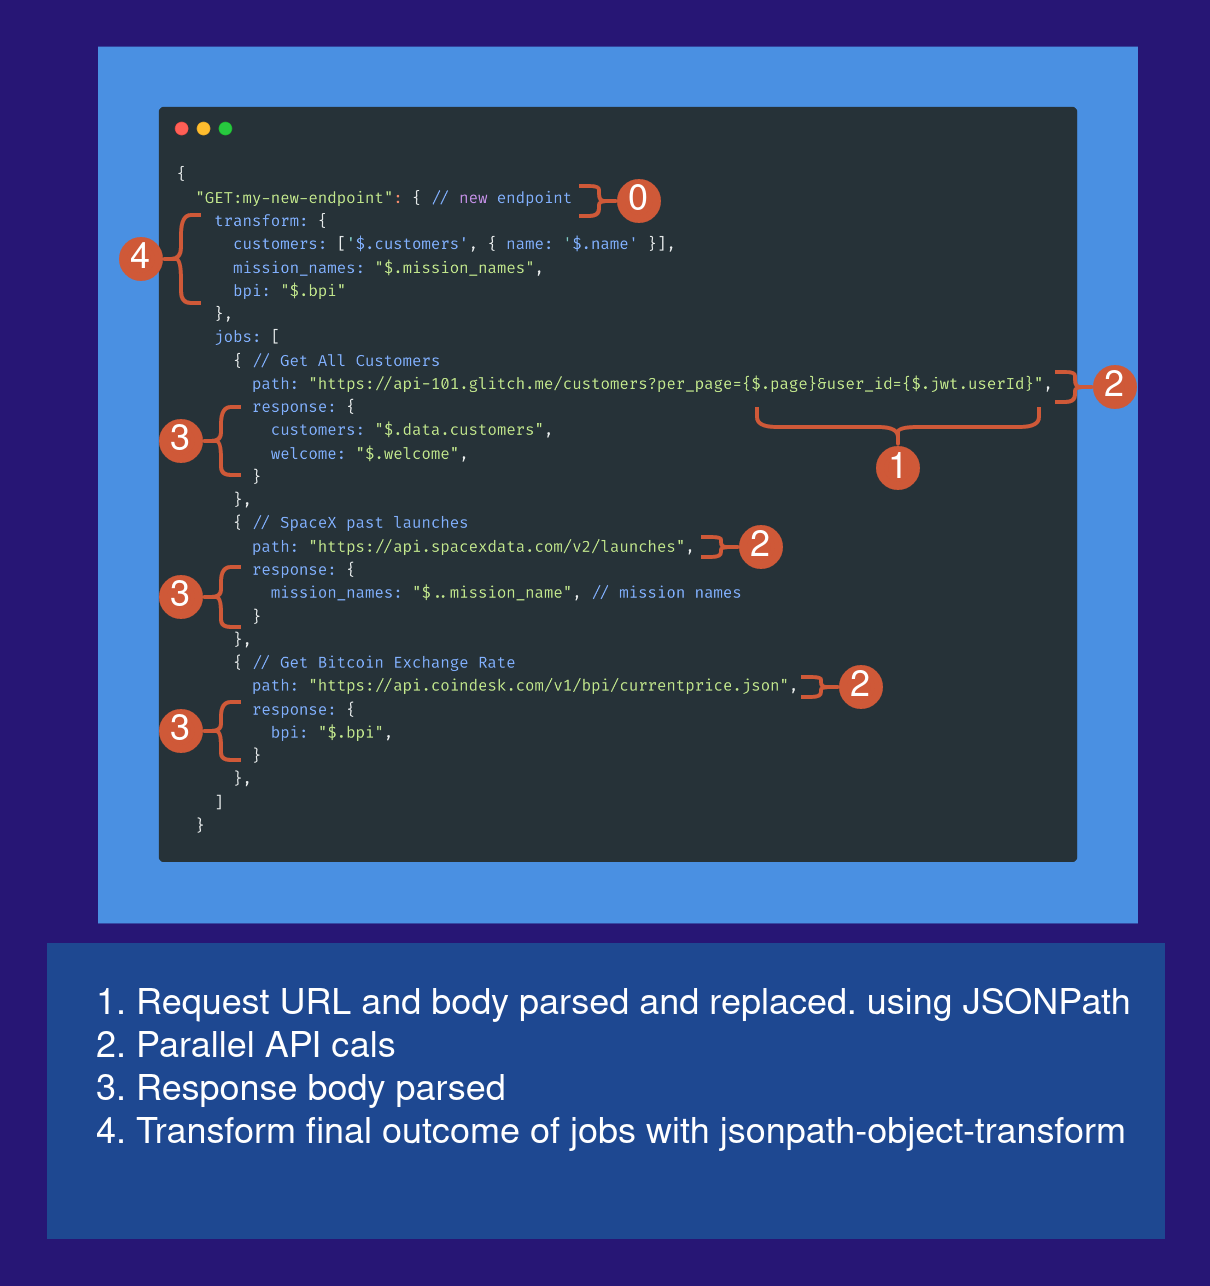 {
"GET:my-new-endpoint": { // new endpoint
0
transform: {
4
customers: ['$.customers', { name: '$.name' }],
mission_names: "$.mission_names",
bpi: "$.bpi"
},
jobs: [
{ // Get All Customers
path: "https://api-101.glitch.me/customers?per_page={$.page}&user_id={$.jwt.userId}",
2
response: {
3
customers: "$.data.customers",
welcome: "$.welcome",
1
}
},
{ // SpaceX past launches
path: "https://api.spacexdata.com/v2/launches",
2
response: {
3
mission_names: "$..mission_name", // mission names
}
},
{ // Get Bitcoin Exchange Rate
path: "https://api.coindesk.com/v1/bpi/currentprice.json",
2
response: {
3
bpi: "$.bpi",
}
},
]
}
1. Request URL and body parsed and replaced. using JSONPath
2. Parallel API cals
3. Response body parsed
4. Transform final outcome of jobs with jsonpath-object-transform